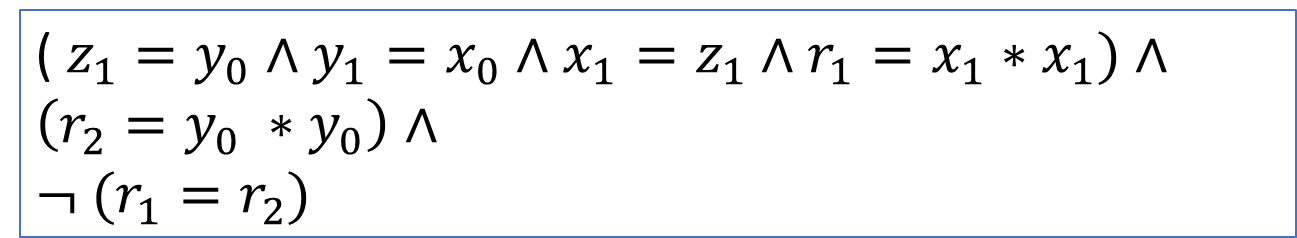 ( z₁ = y₀ ∧ y₁ = x₀ ∧ x₁ = z₁ ∧ r₁ = x₁ ∗ x₁) ∧
(r₂ = y₀ ∗ y₀) ∧
¬ (r₁ = r₂)